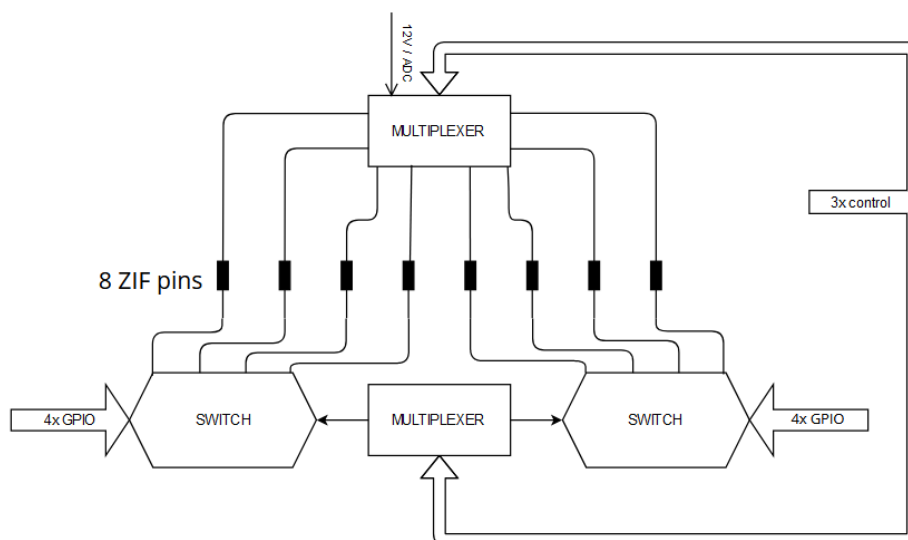 12V / ADC
MULTIPLEXER
3x control
8 ZIF pins
4x GPIO
SWITCH
MULTIPLEXER
SWITCH
4x GPIO